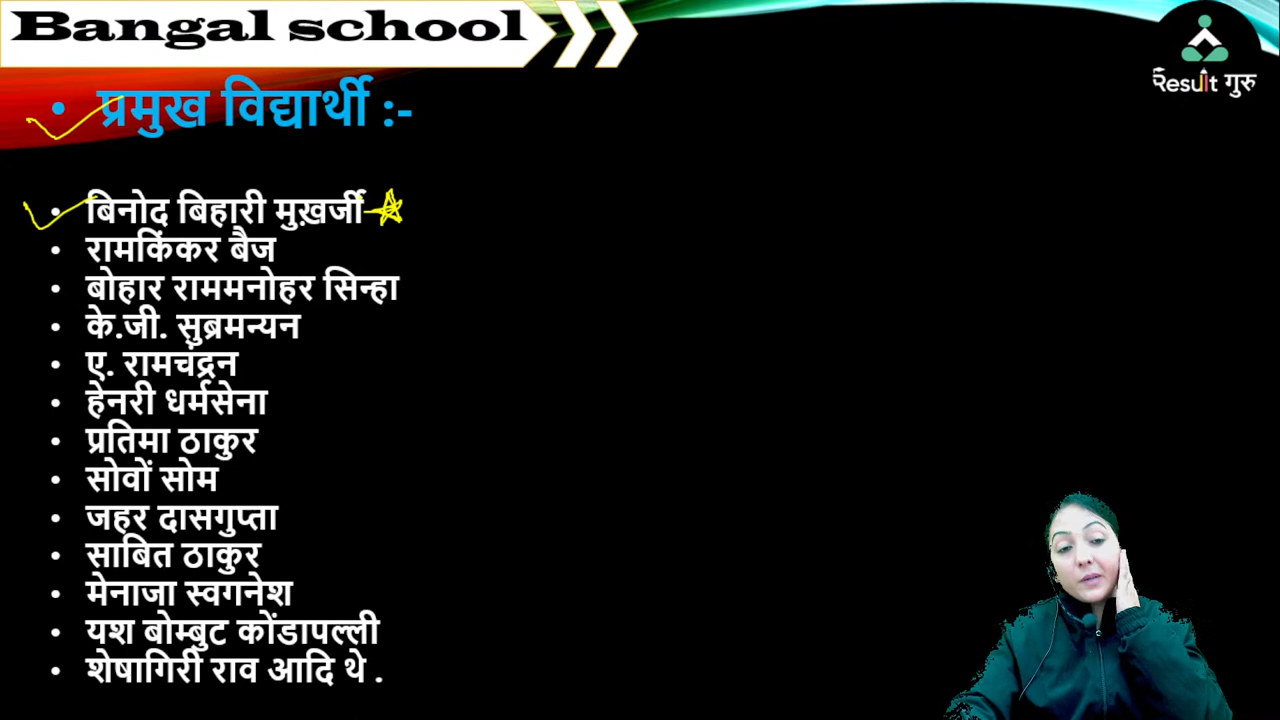 Bangal school
Result गुरु
• प्रमुख विद्यार्थी :-
• बिनोद बिहारी मुख़र्जी
• रामकिंकर बैज
• बोहार राममनोहर सिन्हा
• के.जी. सुब्रमन्यन
• ए. रामचंद्रन
• हेनरी धर्मसेना
• प्रतिमा ठाकुर
• सोवों सोम
• जहर दासगुप्ता
• साबित ठाकुर
• मेनाजा स्वगनेश
• यश बोम्बुट कोंडापल्ली
• शेषागिरी राव आदि थे .